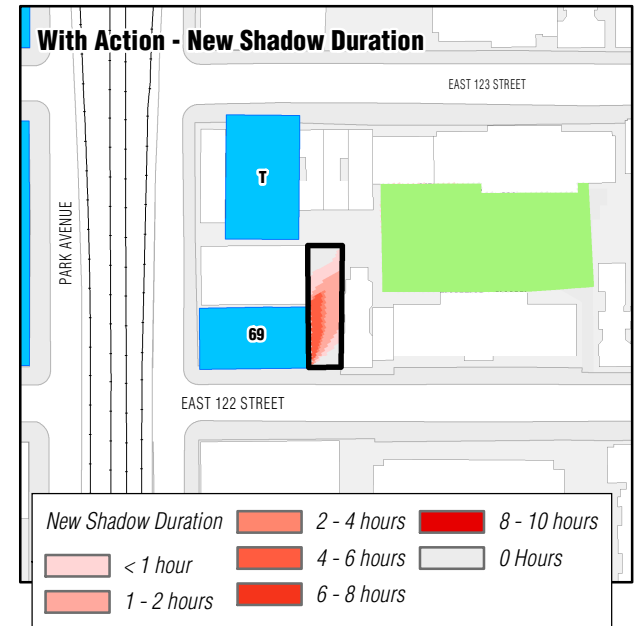 With Action - New Shadow Duration
EAST 123 STREET
T
PARK AVENUE
69
EAST 122 STREET
New Shadow Duration
< 1 hour
1 - 2 hours
2 - 4 hours
4 - 6 hours
6 - 8 hours
8 - 10 hours
0 Hours